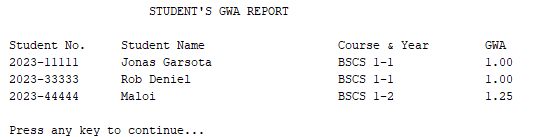 STUDENT'S GWA REPORT
Student No. Student Name Course & Year GWA
2023-11111 Jonas Garsota BSCS 1-1 1.00
2023-33333 Rob Deniel BSCS 1-1 1.00
2023-44444 Maloi BSCS 1-2 1.25
Press any key to continue...